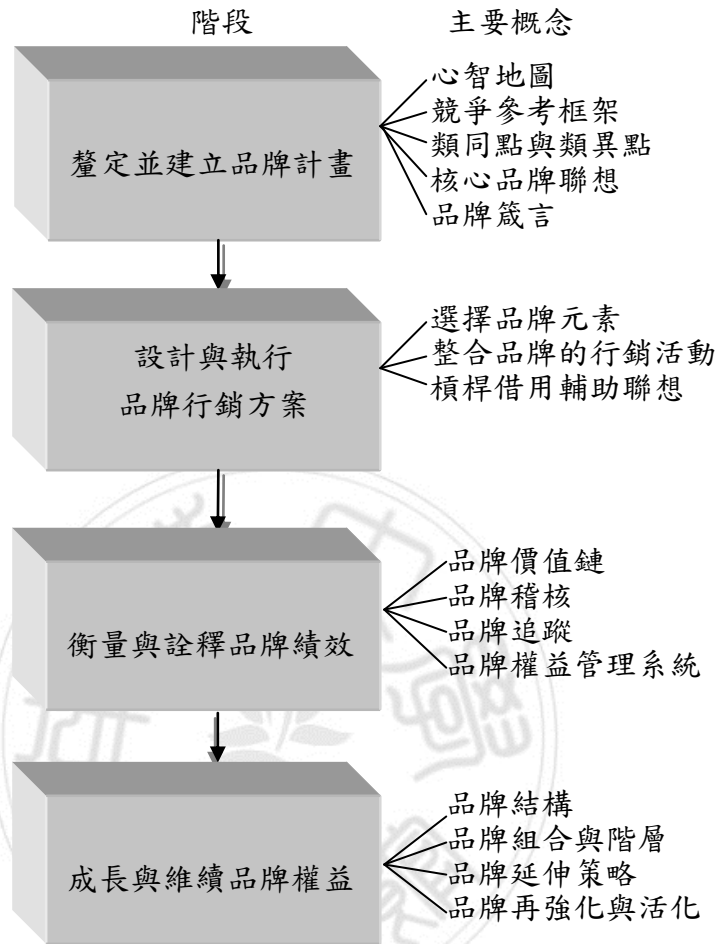 階段 主要概念
心智地圖
競爭參考框架
類同點與類異點
核心品牌聯想
品牌箴言
釐定並建立品牌計畫
選擇品牌元素
整合品牌的行銷活動
槓桿借用輔助聯想
設計與執行
品牌行銷方案
品牌價值鏈
品牌稽核
品牌追蹤
品牌權益管理系統
衡量與詮釋品牌績效
品牌結構
品牌組合與階層
品牌延伸策略
品牌再強化與活化
成長與維續品牌權益